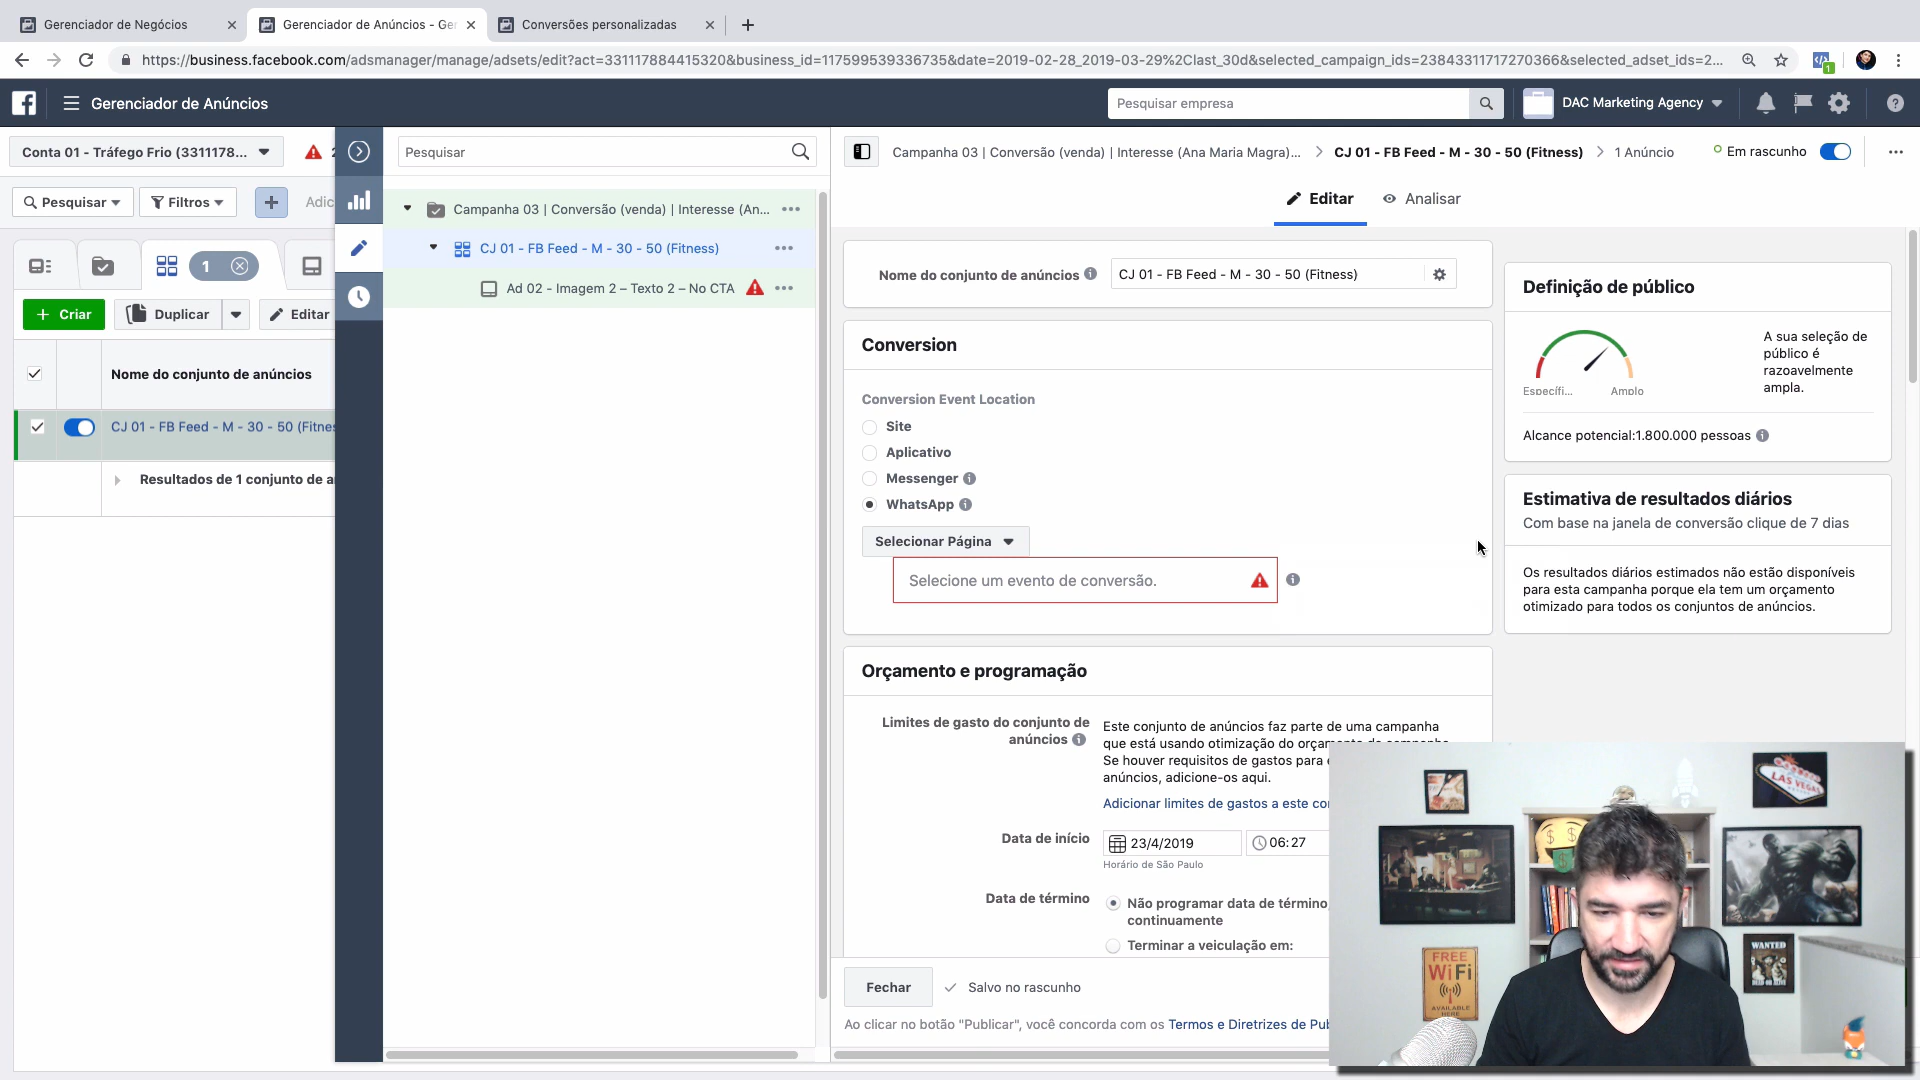 Gerenciador de Negócios
Gerenciador de Anúncios - Ger
Conversões personalizadas
https://business.facebook.com/adsmanager/manage/adsets/edit?act=331117884415320&business_id=117599539336735&date=2019-02-28_2019-03-29%2Clast_30d&selected_campaign_ids=23843311717270366&selected_adset_ids=2...
1
Gerenciador de Anúncios
Pesquisar empresa
DAC Marketing Agency
Conta 01 - Tráfego Frio (3311178...
Pesquisar
Campanha 03 | Conversão (venda) | Interesse (Ana Maria Magra)...
CJ 01 - FB Feed - M - 30 - 50 (Fitness)
1 Anúncio
Em rascunho
Pesquisar
Filtros
Adic
Editar
Analisar
Campanha 03 | Conversão (venda) | Interesse (An...
CJ 01 - FB Feed - M - 30 - 50 (Fitness)
Ad 02 - Imagem 2 – Texto 2 – No CTA
1
Criar
Duplicar
Editar
Nome do conjunto de anúncios
CJ 01 - FB Feed - M - 30 - 50 (Fitnes
Resultados de 1 conjunto de a
Nome do conjunto de anúncios
CJ 01 - FB Feed - M - 30 - 50 (Fitness)
Conversion
Conversion Event Location
Site
Aplicativo
Messenger
WhatsApp
Selecionar Página
Selecione um evento de conversão.
Orçamento e programação
Limites de gasto do conjunto de
anúncios
Este conjunto de anúncios faz parte de uma campanha
que está usando otimização do orçamento da campanha.
Se houver requisitos de gastos para
anúncios, adicione-os aqui.
Adicionar limites de gastos a este con
Data de início
23/4/2019
06:27
Horário de São Paulo
Data de término
Não programar data de término,
continuamente
Terminar a veiculação em:
Fechar
Salvo no rascunho
Ao clicar no botão "Publicar", você concorda com os Termos e Diretrizes de Pub
Definição de público
Específi...
Amplo
A sua seleção de
público é
razoavelmente
ampla.
Alcance potencial:1.800.000 pessoas
Estimativa de resultados diários
Com base na janela de conversão clique de 7 dias
Os resultados diários estimados não estão disponíveis
para esta campanha porque ela tem um orçamento
otimizado para todos os conjuntos de anúncios.
LAS VEGAS
FREE
WiFi
AVAILABLE
HERE
WANTED